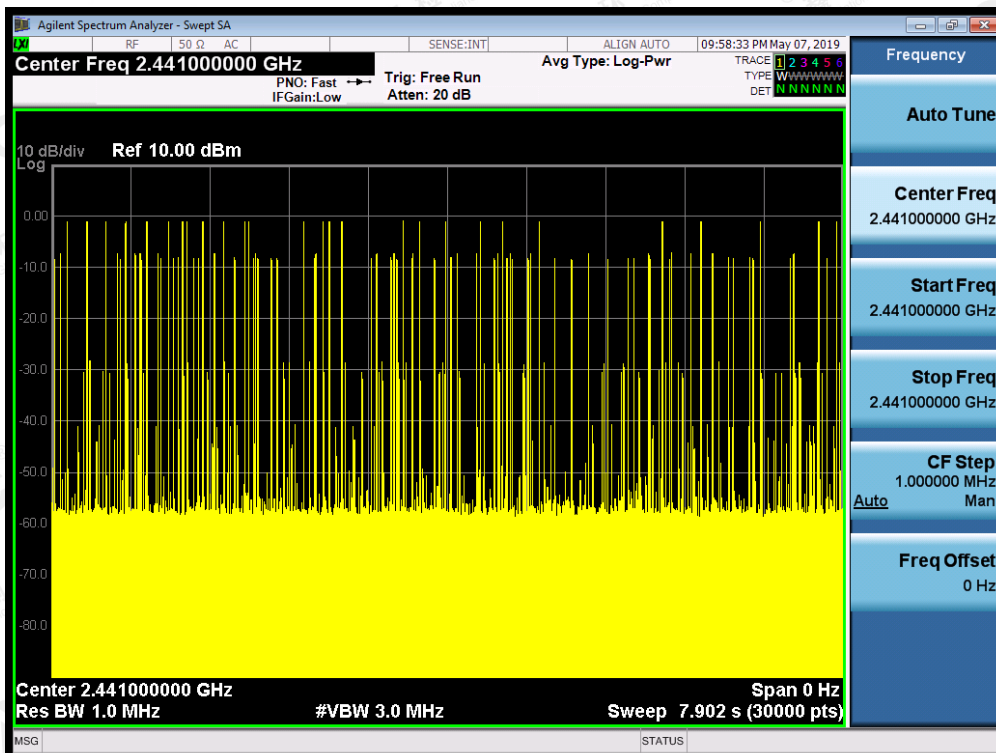 Agilent Spectrum Analyzer - Swept SA
LXI RF 50 Ω AC SENSE:INT ALIGN AUTO 09:58:33 PM May 07, 2019
Center Freq 2.441000000 GHz
PNO: Fast
IFGain:Low
Trig: Free Run
Atten: 20 dB
Avg Type: Log-Pwr
TRACE 1 2 3 4 5 6
TYPE WWWWWW
DET N N N N N N
10 dB/div Ref 10.00 dBm
Log
0.00
-10.0
-20.0
-30.0
-40.0
-50.0
-60.0
-70.0
-80.0
Center 2.441000000 GHz Span 0 Hz
Res BW 1.0 MHz #VBW 3.0 MHz Sweep 7.902 s (30000 pts)
MSG STATUS
Frequency
Auto Tune
Center Freq
2.441000000 GHz
Start Freq
2.441000000 GHz
Stop Freq
2.441000000 GHz
CF Step
1.000000 MHz
Auto Man
Freq Offset
0 Hz